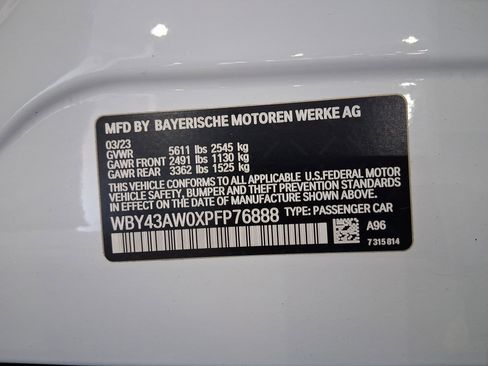 MFD BY BAYERISCHE MOTOREN WERKE AG
03/23
GVWR 5611 lbs 2545 kg
GAWR FRONT 2491 lbs 1130 kg
GAWR REAR 3362 lbs 1525 kg
THIS VEHICLE CONFORMS TO ALL APPLICABLE U.S.FEDERAL MOTOR
VEHICLE SAFETY, BUMPER, AND THEFT PREVENTION STANDARDS
IN EFFECT ON THE DATE OF MANUFACTURE SHOWN ABOVE.
WBY43AW0XPFP76888 TYPE: PASSENGER CAR
A96
7 315 814